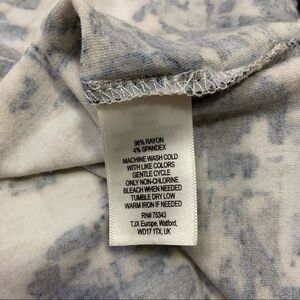 96% RAYON
4% SPANDEX
MACHINE WASH COLD
WITH LIKE COLORS
GENTLE CYCLE
ONLY NON-CHLORINE
BLEACH WHEN NEEDED
TUMBLE DRY LOW
WARM IRON IF NEEDED
RN# 75343
TJX Europe, Watford,
WD17 1TX, UK